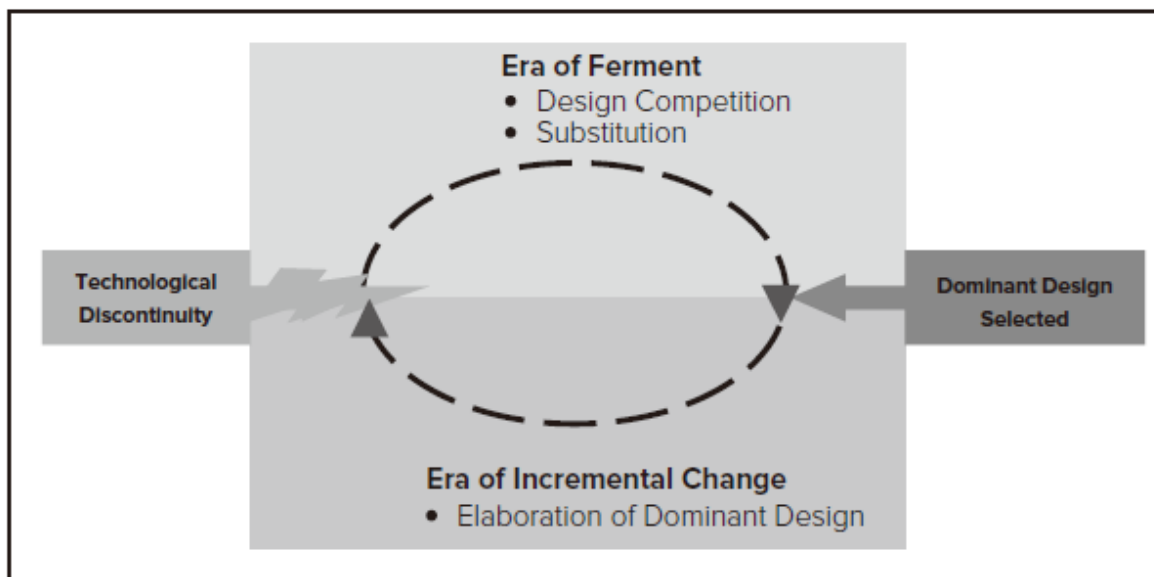 Era of Ferment
• Design Competition
• Substitution
Technological
Discontinuity
Dominant Design
Selected
Era of Incremental Change
• Elaboration of Dominant Design